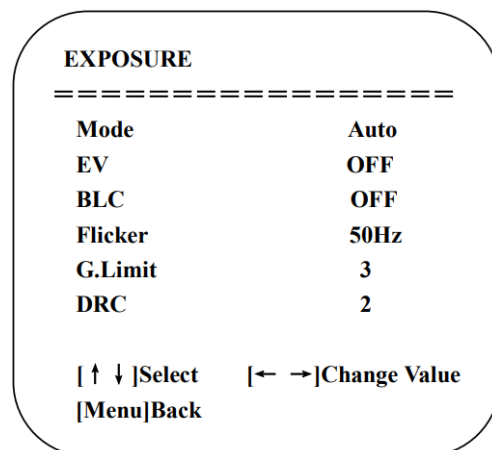 EXPOSURE
==================
Mode Auto
EV OFF
BLC OFF
Flicker 50Hz
G.Limit 3
DRC 2
[ ↑ ↓ ]Select [← →]Change Value
[Menu]Back